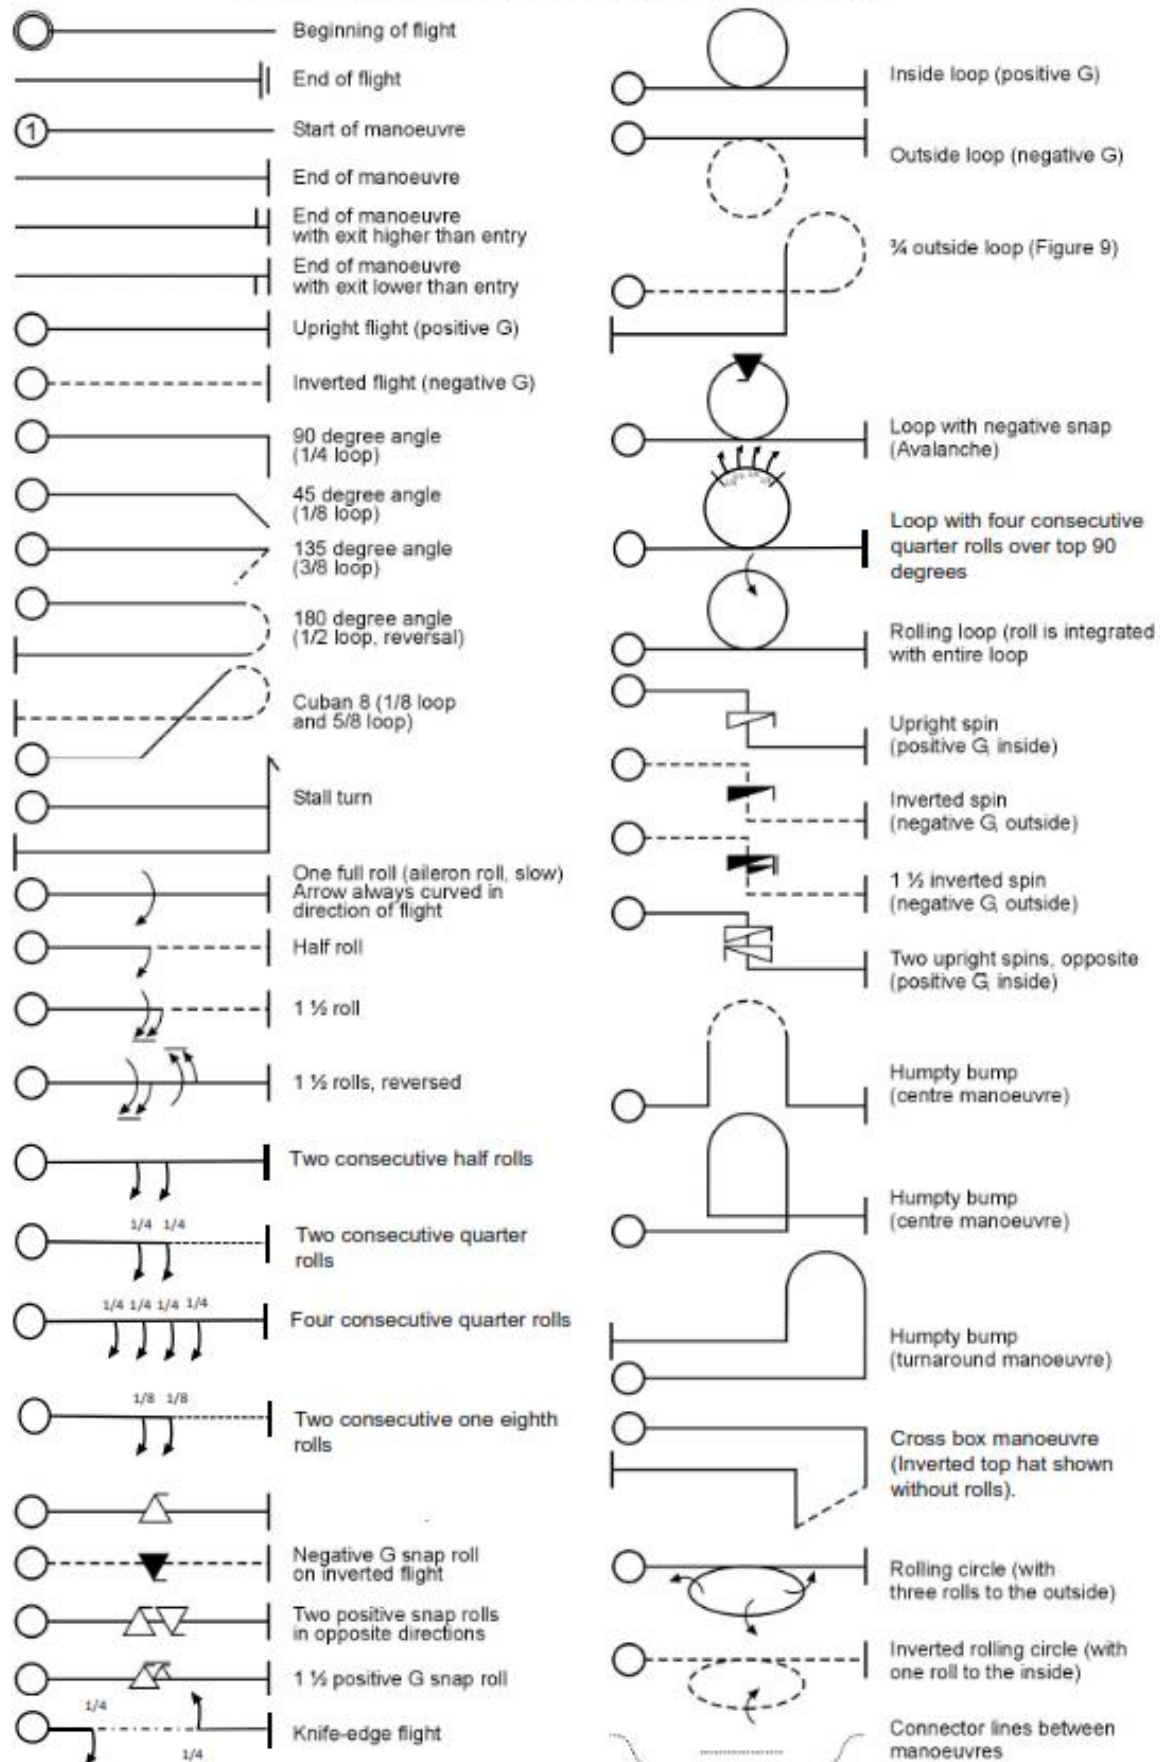 Beginning of flight
End of flight
1
Start of manoeuvre
End of manoeuvre
End of manoeuvre
with exit higher than entry
End of manoeuvre
with exit lower than entry
Upright flight (positive G)
Inverted flight (negative G)
90 degree angle
(1/4 loop)
45 degree angle
(1/8 loop)
135 degree angle
(3/8 loop)
180 degree angle
(1/2 loop, reversal)
Cuban 8 (1/8 loop
and 5/8 loop)
Stall turn
One full roll (aileron roll, slow)
Arrow always curved in
direction of flight
Half roll
1 ½ roll
1 ½ rolls, reversed
Two consecutive half rolls
1/4 1/4
Two consecutive quarter
rolls
1/4 1/4 1/4 1/4
Four consecutive quarter rolls
1/8 1/8
Two consecutive one eighth
rolls
Negative G snap roll
on inverted flight
Two positive snap rolls
in opposite directions
1 ½ positive G snap roll
1/4
Knife-edge flight
1/4
Inside loop (positive G)
Outside loop (negative G)
¾ outside loop (Figure 9)
Loop with negative snap
(Avalanche)
Loop with four consecutive
quarter rolls over top 90
degrees
Rolling loop (roll is integrated
with entire loop
Upright spin
(positive G, inside)
Inverted spin
(negative G, outside)
1 ½ inverted spin
(negative G, outside)
Two upright spins, opposite
(positive G, inside)
Humpty bump
(centre manoeuvre)
Humpty bump
(centre manoeuvre)
Humpty bump
(turnaround manoeuvre)
Cross box manoeuvre
(Inverted top hat shown
without rolls).
Rolling circle (with
three rolls to the outside)
Inverted rolling circle (with
one roll to the inside)
Connector lines between
manoeuvres